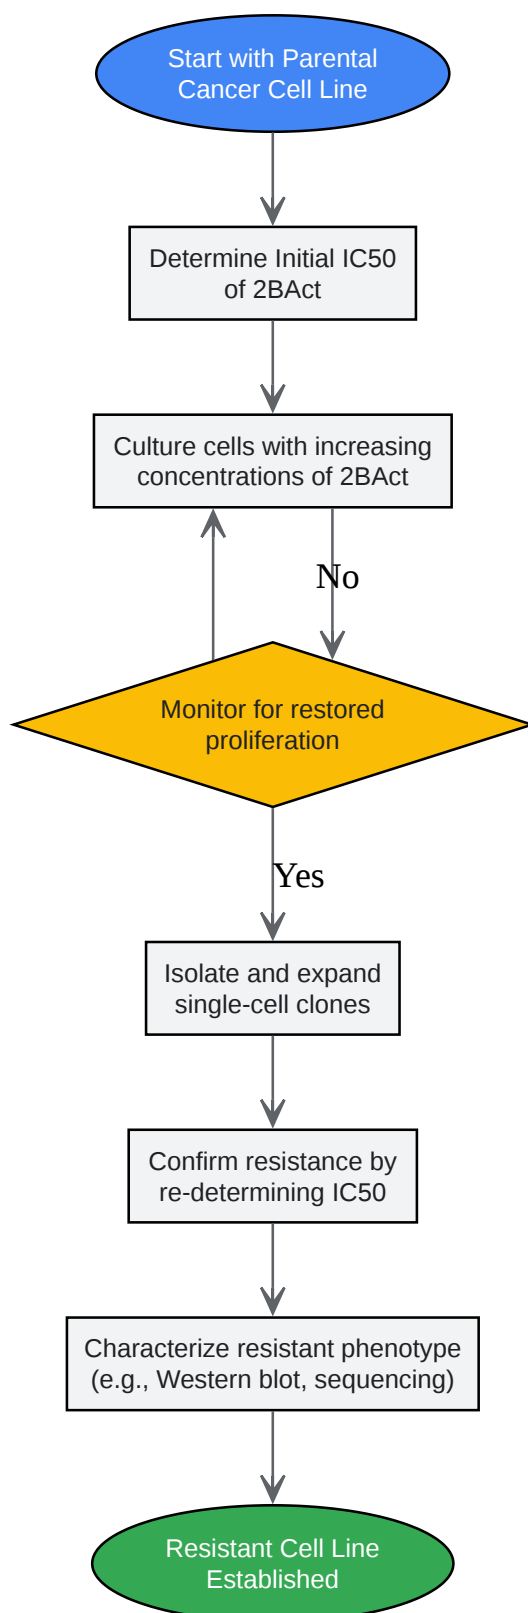 Start with Parental
Cancer Cell Line
Determine Initial IC50
of 2BAct
Culture cells with increasing
concentrations of 2BAct
No
Monitor for restored
proliferation
Yes
Isolate and expand
single-cell clones
Confirm resistance by
re-determining IC50
Characterize resistant phenotype
(e.g., Western blot, sequencing)
Resistant Cell Line
Established